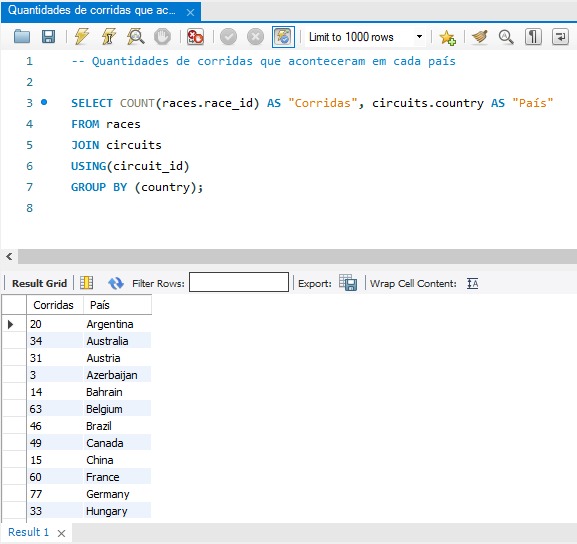 Quantidades de corridas que ac...
Limit to 1000 rows
1 -- Quantidades de corridas que aconteceram em cada país
2
3 SELECT COUNT(races.race_id) AS "Corridas", circuits.country AS "País"
4 FROM races
5 JOIN circuits
6 USING(circuit_id)
7 GROUP BY (country);
8
Result Grid Filter Rows: Export: Wrap Cell Content: IA
Corridas País
20 Argentina
34 Australia
31 Austria
3 Azerbaijan
14 Bahrain
63 Belgium
46 Brazil
49 Canada
15 China
60 France
77 Germany
33 Hungary
Result 1